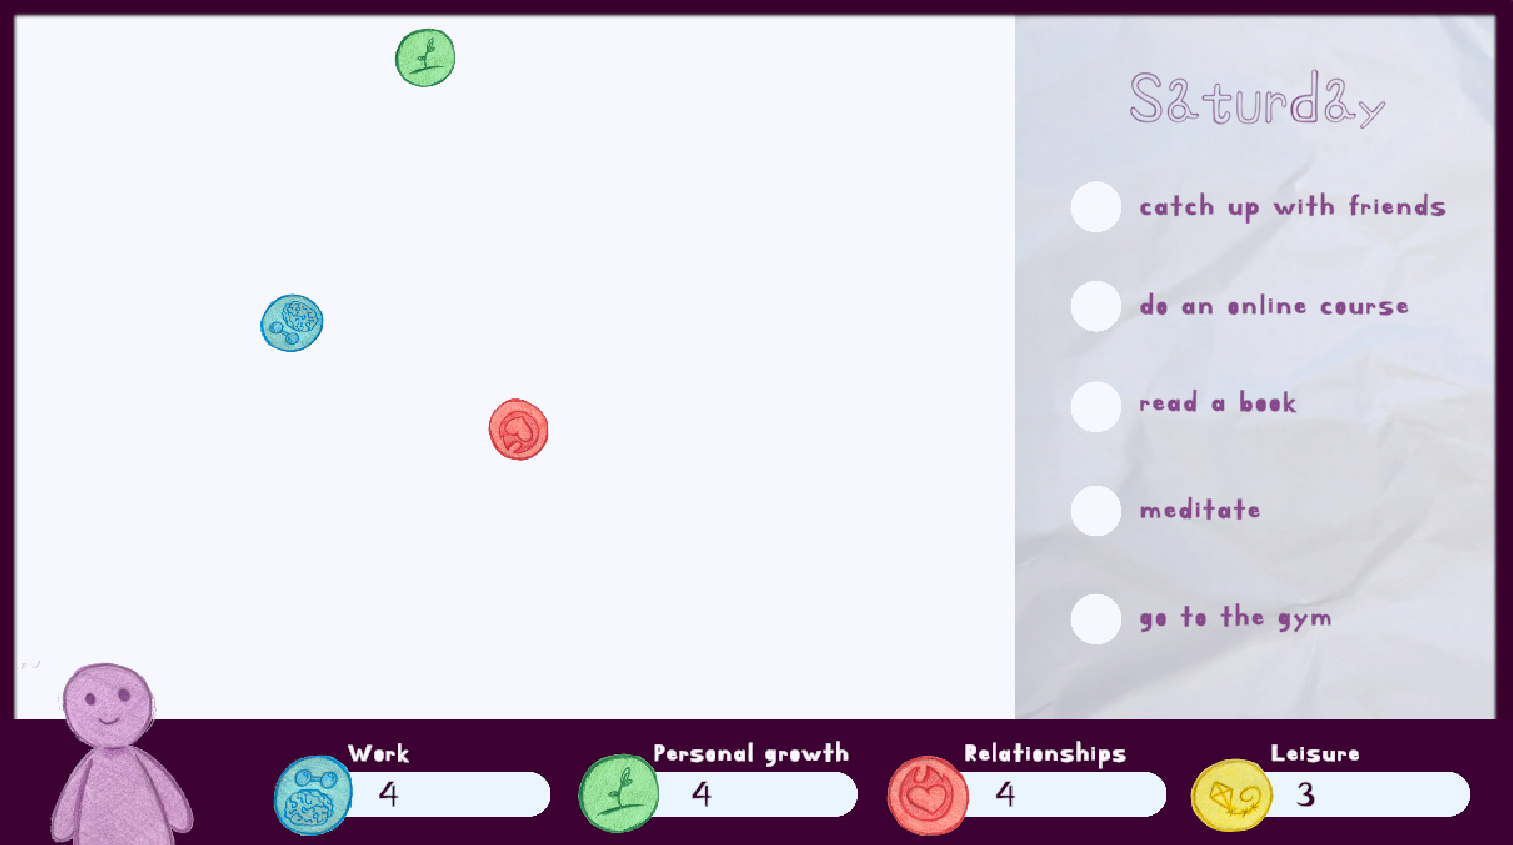 Saturday
catch up with friends
do an online course
read a book
meditate
go to the gym
Work
4
Personal growth
4
Relationships
4
Leisure
3